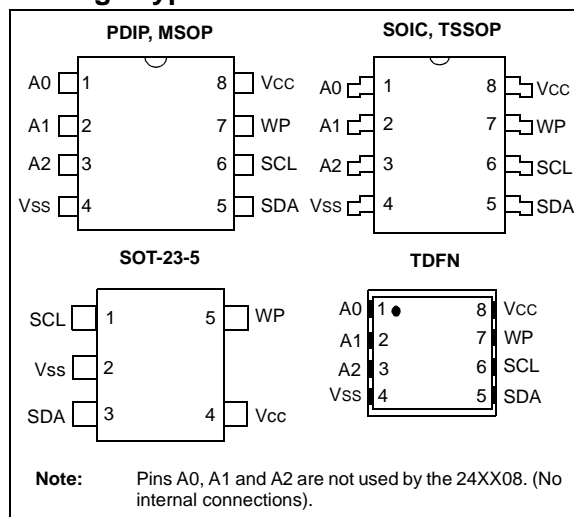 PDIP, MSOP
A0 1 8 VCC
A1 2 7 WP
A2 3 6 SCL
VSS 4 5 SDA
SOIC, TSSOP
A0 1 8 VCC
A1 2 7 WP
A2 3 6 SCL
VSS 4 5 SDA
SOT-23-5
SCL 1 5 WP
Vss 2
SDA 3 4 Vcc
TDFN
A0 1 8 VCC
A1 2 7 WP
A2 3 6 SCL
VSS 4 5 SDA
Note: Pins A0, A1 and A2 are not used by the 24XX08. (No
internal connections).